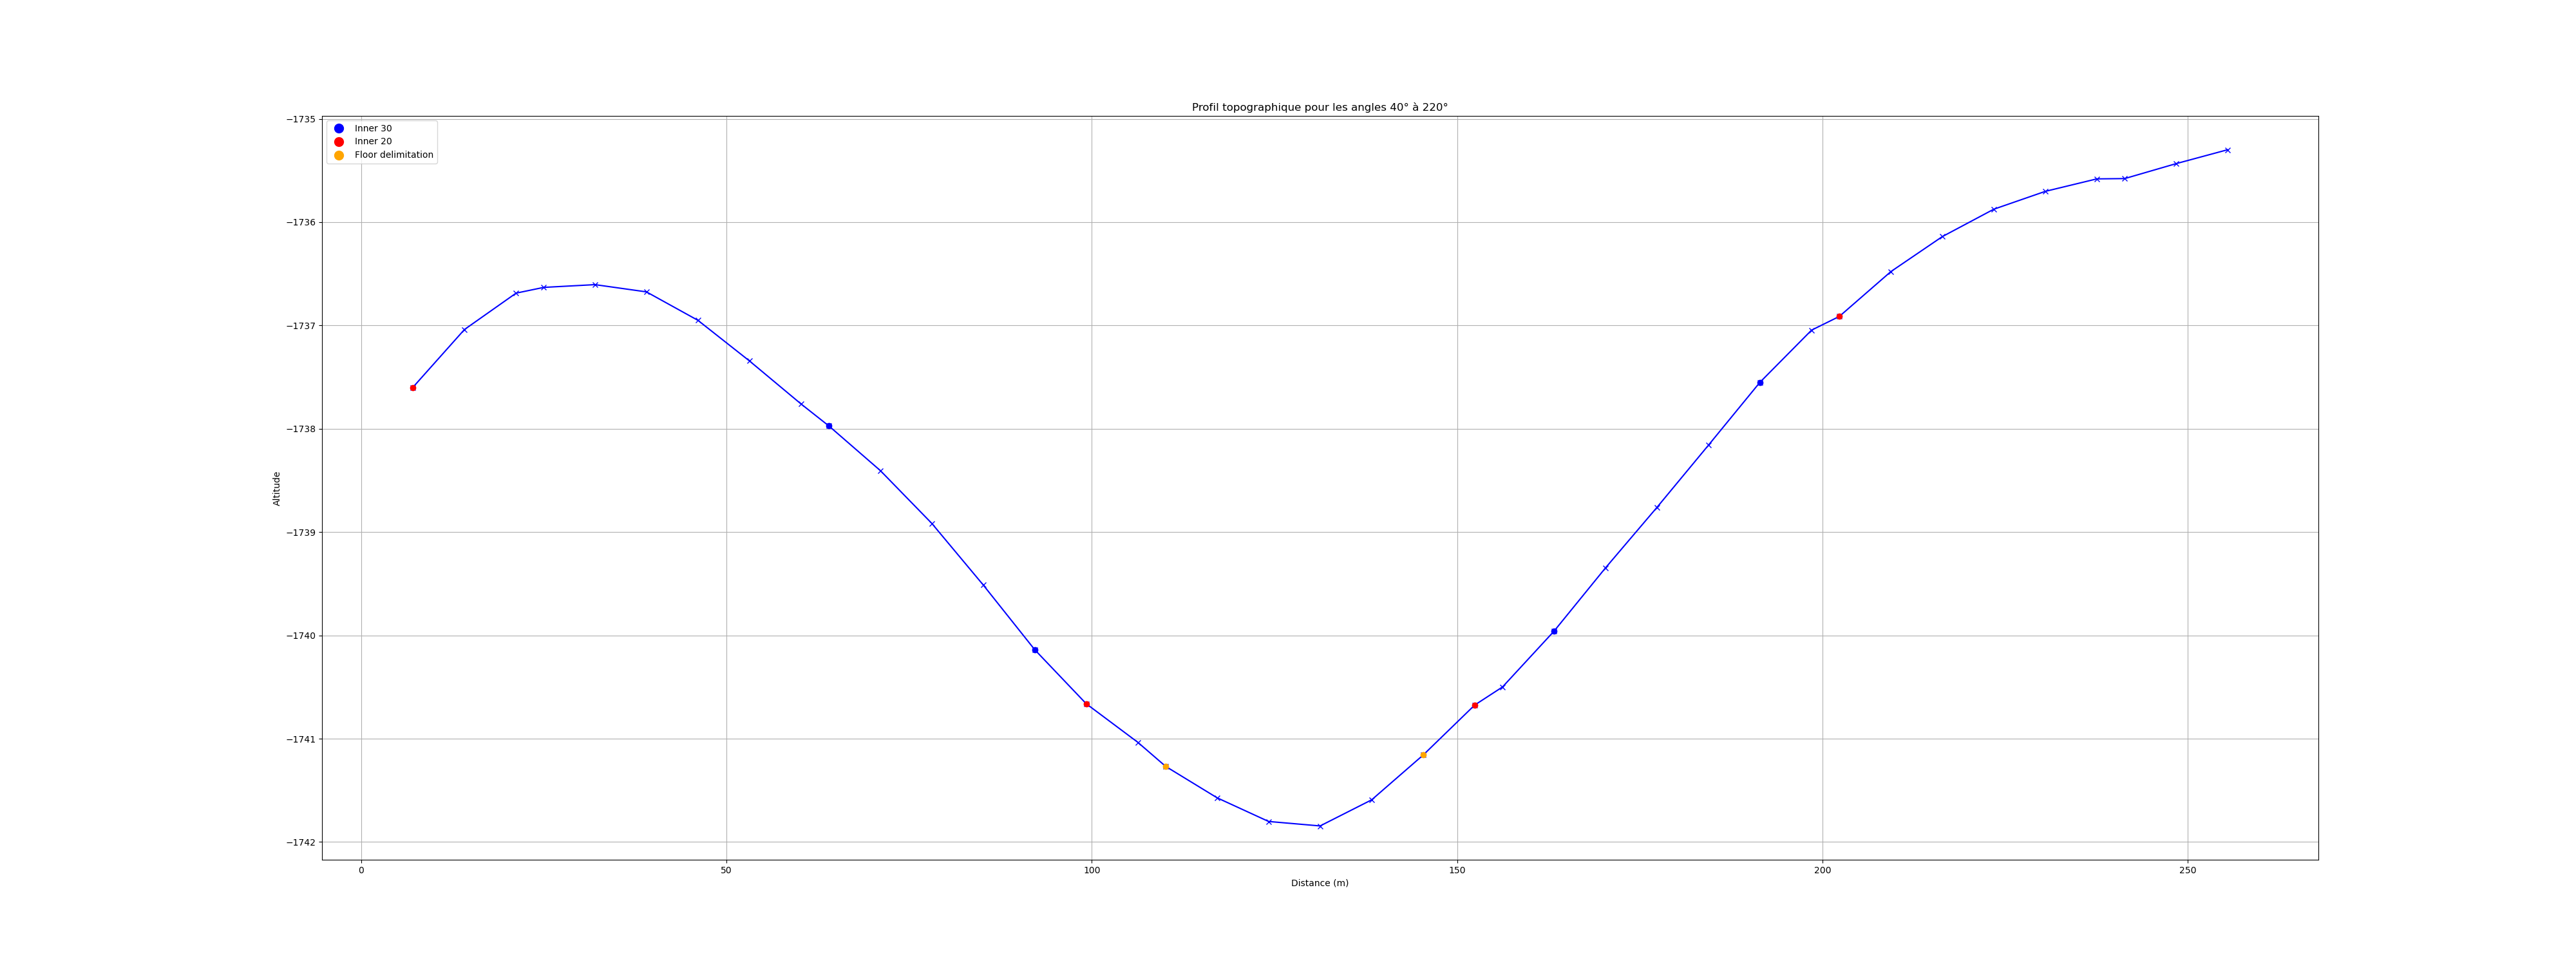 Profil topographique pour les angles 40° à 220°
Inner 30
Inner 20
Floor delimitation
Altitude
−1735
−1736
−1737
−1738
−1739
−1740
−1741
−1742
0
50
100
150
200
250
Distance (m)